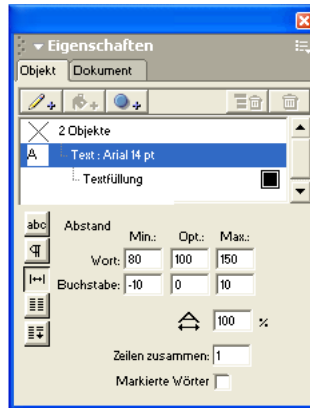 Eigenschaften
Objekt Dokument
2 Objekte
A Text : Arial 14 pt
Textfüllung
abc Abstand
Min.: Opt.: Max.:
Wort: 80 100 150
Buchstabe: -10 0 10
100 %
Zeilen zusammen: 1
Markierte Wörter